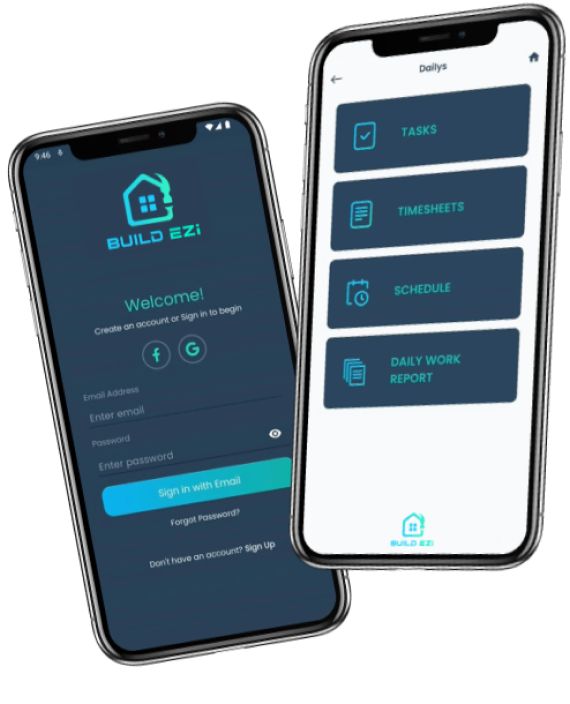 9:46
BUILD EZi
Welcome!
Create an account or Sign in to begin
f G
Email Address
Enter email
Password
Enter password
Sign in with Email
Forgot Password?
Don't have an account? Sign Up
Dailys
TASKS
TIMESHEETS
SCHEDULE
DAILY WORK
REPORT
BUILD EZi